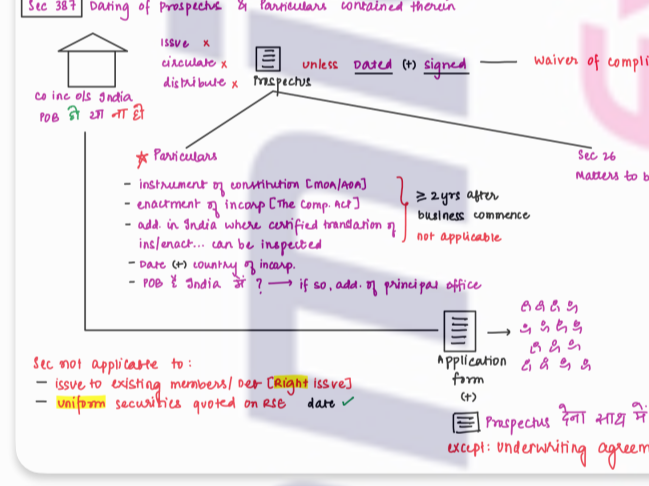 Sec 387 Dating of Prospectus & Particulars contained therein
issue x
circulate x
distribute x
Prospectus
unless Dated (+) signed — Waiver of compli
co inc o/s India
POB हो या ना हो
★ Particulars
- instrument of constitution [MOA/AOA]
- enactment of incorp [The Comp. Act]
- add. in India where certified translation of
ins/enact... can be inspected
- Date (+) country of incorp.
- POB है India में ? → if so, add. of principal office
≥ 2yrs after
business commence
not applicable
Sec 26
Matters to b
Application
form
(+)
Prospectus देना साथ में
except: underwriting agreem
Sec not applicable to :
- issue to existing members/ DEB [Right issue]
- uniform securities quoted on RSE date ✓